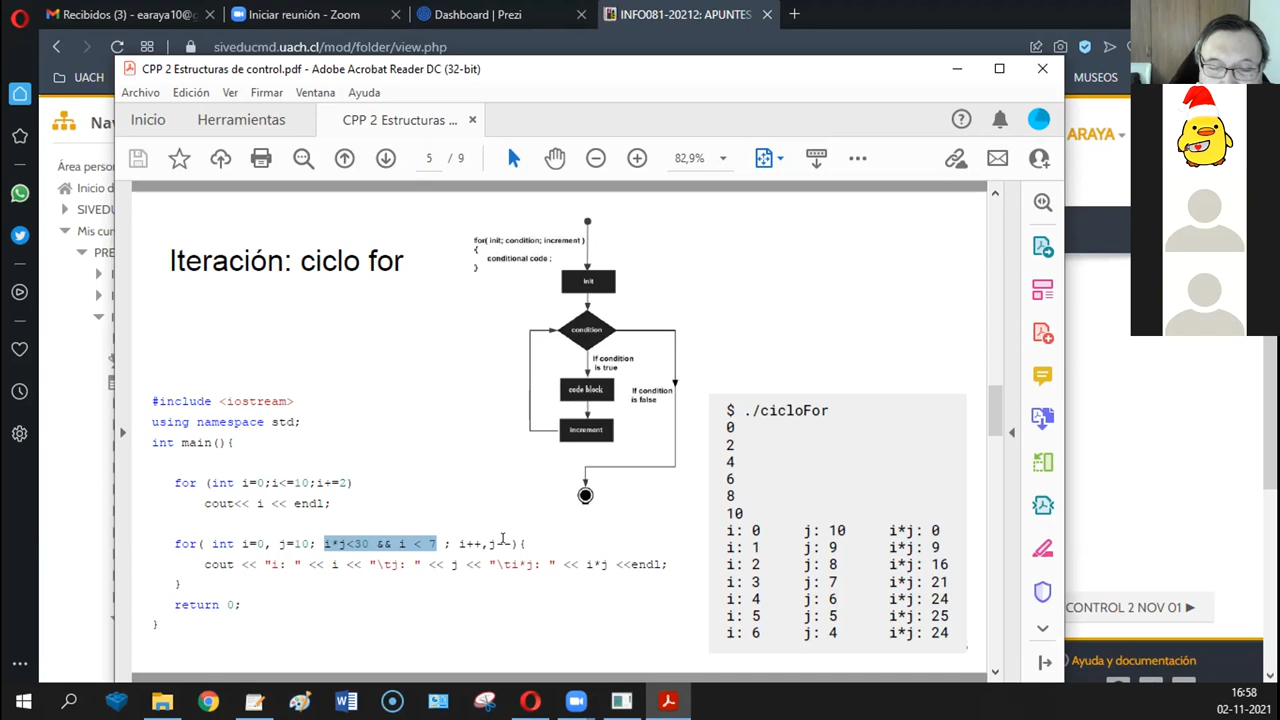 Recibidos (3) - earaya10@g
Iniciar reunión - Zoom
Dashboard | Prezi
INFO081-20212: APUNTES
siveducmd.uach.cl/mod/folder/view.php
UACH
MUSEOS
CPP 2 Estructuras de control.pdf - Adobe Acrobat Reader DC (32-bit)
Archivo Edición Ver Firmar Ventana Ayuda
Inicio Herramientas CPP 2 Estructuras ...
5 / 9 82,9%
Nav
ARAYA
Área person
Inicio d
SIVEDU
Mis cur
PRE
Iteración: ciclo for
for( init; condition; increment )
{
conditional code ;
}
init
condition
If condition
is true
code block
If condition
is false
increment
#include <iostream>
using namespace std;
int main(){
for (int i=0;i<=10;i+=2)
cout<< i << endl;
for( int i=0, j=10; i*j<30 && i < 7 ; i++,j--){
cout << "i: " << i << "\tj: " << j << "\ti*j: " << i*j <<endl;
}
return 0;
}
$ ./cicloFor
0
2
4
6
8
10
i: 0 j: 10 i*j: 0
i: 1 j: 9 i*j: 9
i: 2 j: 8 i*j: 16
i: 3 j: 7 i*j: 21
i: 4 j: 6 i*j: 24
i: 5 j: 5 i*j: 25
i: 6 j: 4 i*j: 24
CONTROL 2 NOV 01 ►
Ayuda y documentación
16:58
02-11-2021